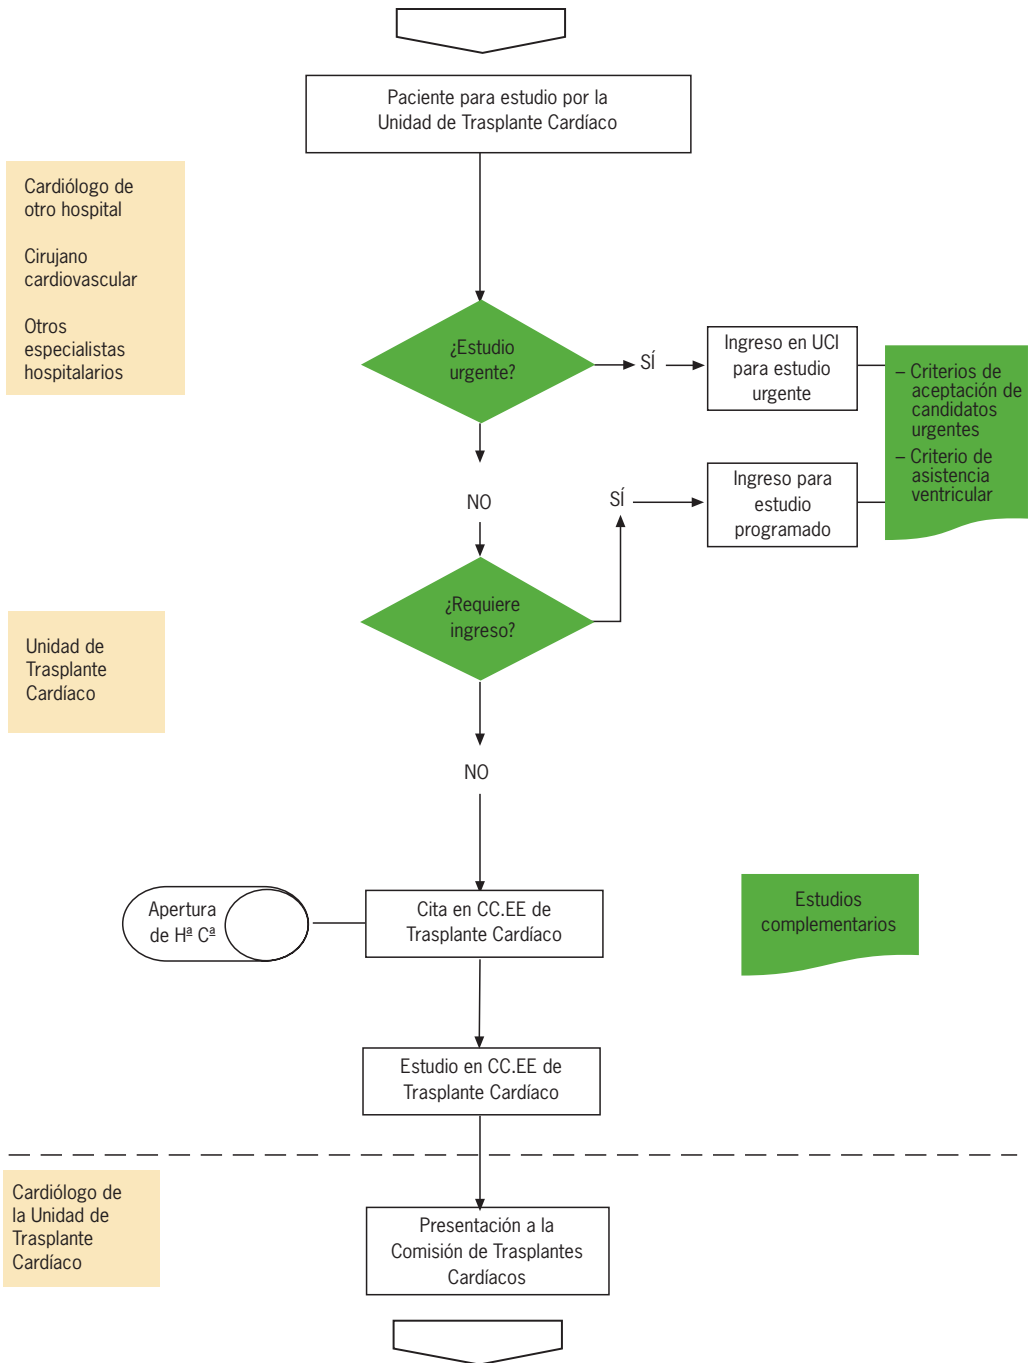 Paciente para estudio por la
Unidad de Trasplante Cardíaco
Cardiólogo de
otro hospital
Cirujano
cardiovascular
Otros
especialistas
hospitalarios
¿Estudio
urgente?
SÍ
Ingreso en UCI
para estudio
urgente
– Criterios de
aceptación de
candidatos
urgentes
– Criterio de
asistencia
ventricular
NO
SÍ
Ingreso para
estudio
programado
¿Requiere
ingreso?
Unidad de
Trasplante
Cardíaco
NO
Apertura
de Hª Cª
Cita en CC.EE de
Trasplante Cardíaco
Estudios
complementarios
Estudio en CC.EE de
Trasplante Cardíaco
Cardiólogo de
la Unidad de
Trasplante
Cardíaco
Presentación a la
Comisión de Trasplantes
Cardíacos